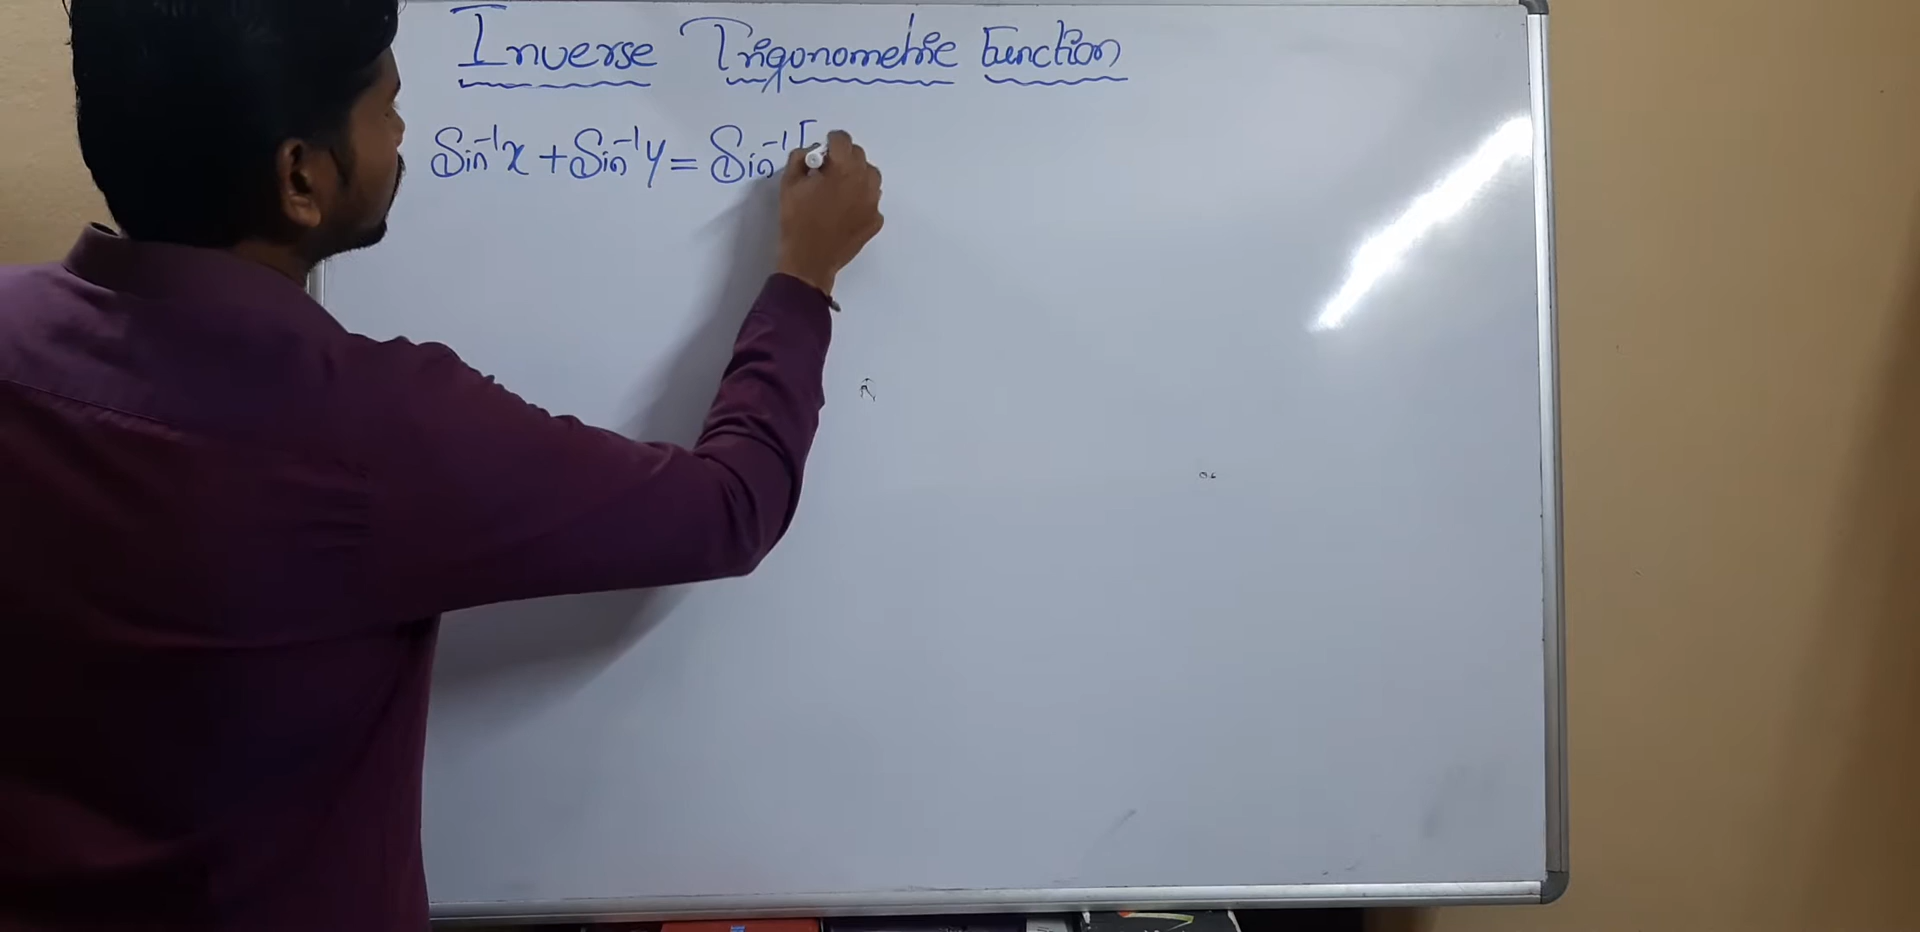 Inverse Trigonometric Function
Sin⁻¹x + Sin⁻¹y = Sin⁻¹[